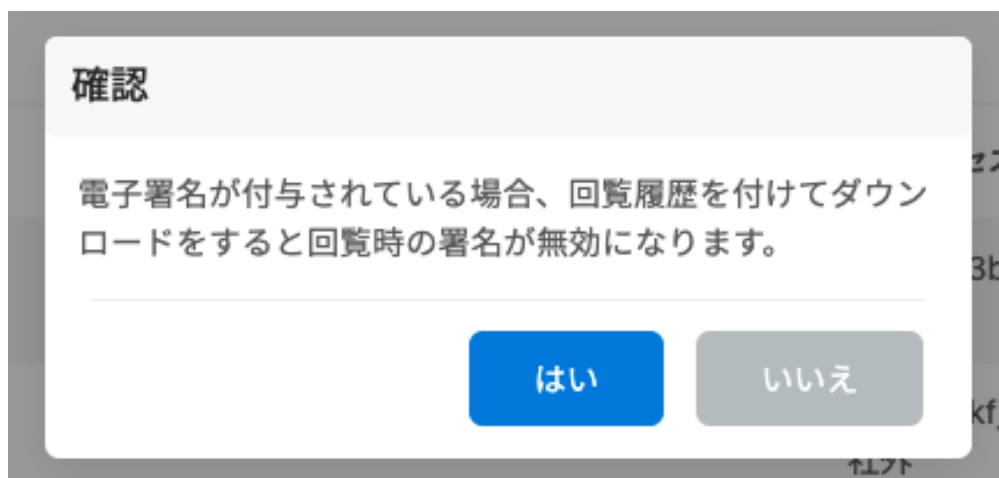 確認
電子署名が付与されている場合、回覧履歴を付けてダウン
ロードをすると回覧時の署名が無効になります。
はい
いいえ